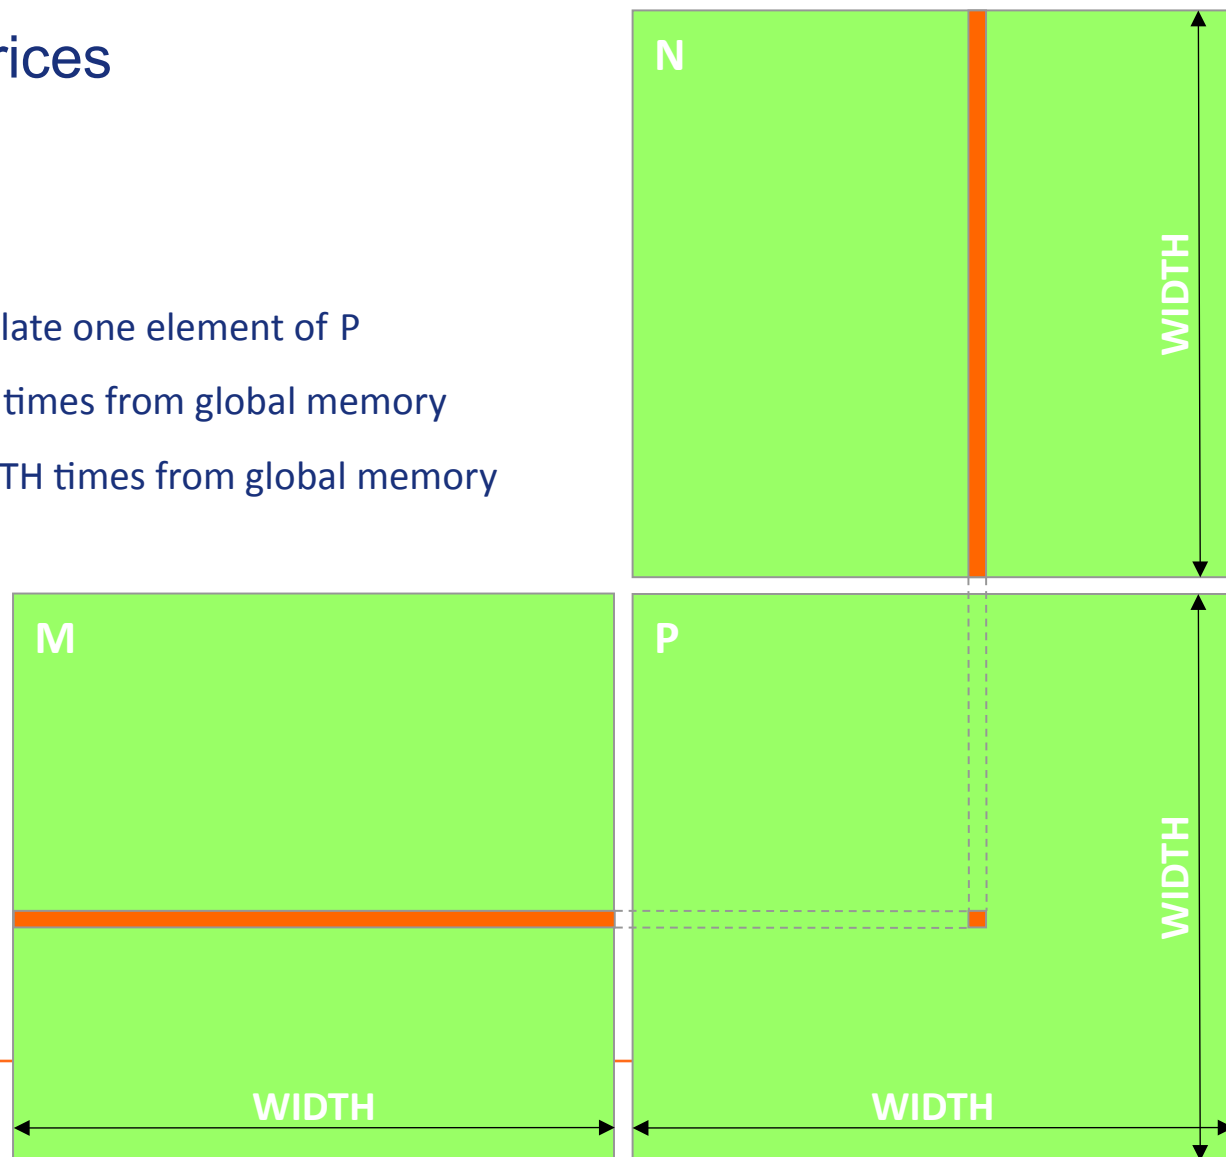 rices
N
WIDTH
late one element of P
times from global memory
TH times from global memory
M
P
WIDTH
WIDTH
WIDTH